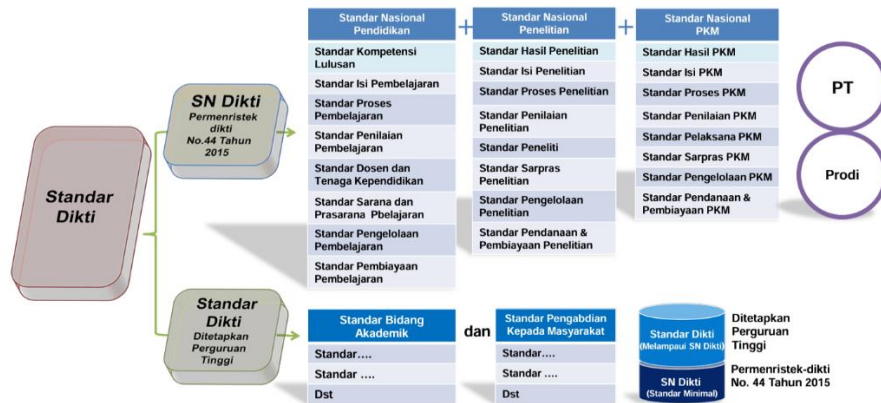 Standar
Dikti
SN Dikti
Permenristek
dikti
No.44 Tahun
2015
Standar Nasional
Pendidikan
Standar Kompetensi
Lulusan
Standar Isi Pembelajaran
Standar Proses
Pembelajaran
Standar Penilaian
Pembelajaran
Standar Dosen dan
Tenaga Kependidikan
Standar Sarana dan
Prasarana Pbelajaran
Standar Pengelolaan
Pembelajaran
Standar Pembiayaan
Pembelajaran
+
Standar Nasional
Penelitian
Standar Hasil Penelitian
Standar Isi Penelitian
Standar Proses Penelitian
Standar Penilaian
Penelitian
Standar Peneliti
Standar Sarpras
Penelitian
Standar Pengelolaan
Penelitian
Standar Pendanaan &
Pembiayaan Penelitian
+
Standar Nasional
PKM
Standar Hasil PKM
Standar Isi PKM
Standar Proses PKM
Standar Penilaian PKM
Standar Pelaksana PKM
Standar Sarpras PKM
Standar Pengelolaan PKM
Standar Pendanaan &
Pembiayaan PKM
PT
Prodi
Standar
Dikti
Ditetapkan
Perguruan
Tinggi
Standar Bidang
Akademik
Standar....
Standar ....
Dst
dan
Standar Pengabdian
Kepada Masyarakat
Standar....
Standar ....
Dst
Standar Dikti
(Melampaui SN Dikti)
SN Dikti
(Standar Minimal)
Ditetapkan
Perguruan
Tinggi
Permenristek-dikti
No. 44 Tahun 2015